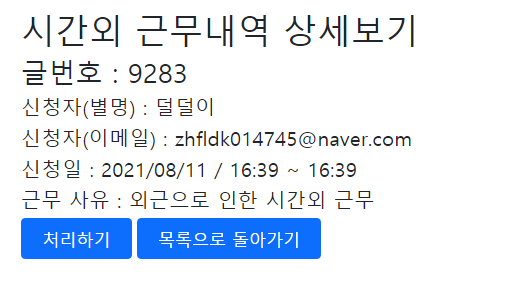 시간외 근무내역 상세보기
글번호 : 9283
신청자(별명) : 덜덜이
신청자(이메일) : zhfldk014745@naver.com
신청일 : 2021/08/11 / 16:39 ~ 16:39
근무 사유 : 외근으로 인한 시간외 근무
처리하기 목록으로 돌아가기